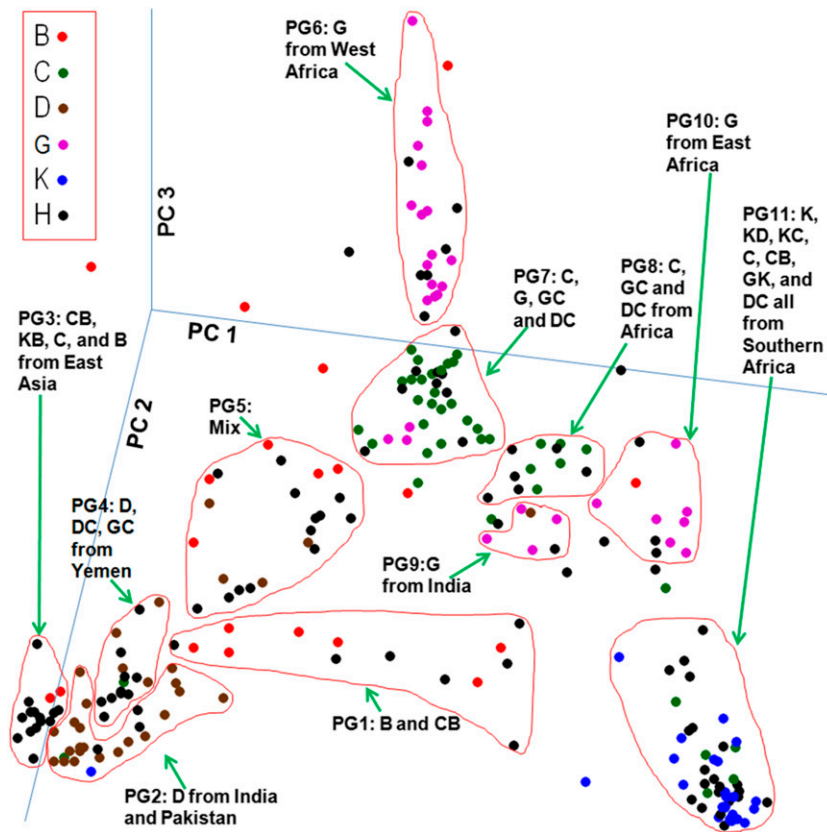 B
C
D
G
K
H
PG6: G
from West
Africa
PG10: G
from East
Africa
PC 3
PG11: K,
KD, KC,
C, CB,
GK, and
DC all
from
Southern
Africa
PG7: C,
G, GC
and DC
PG8: C,
GC and
DC from
Africa
PG3: CB,
KB, C, and B
from East
Asia
PC 1
PC 2
PG5:
Mix
PG4: D,
DC, GC
from
Yemen
PG9:G
from India
PG1: B and CB
PG2: D from India
and Pakistan